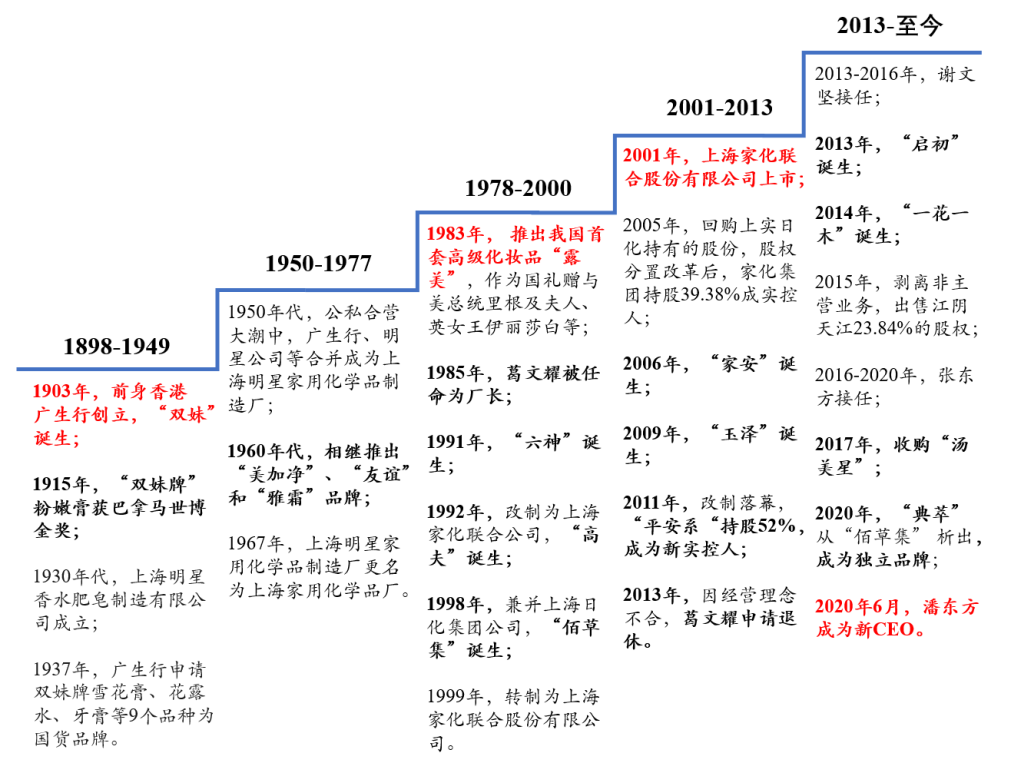 1898-1949
1903年，前身香港
广生行创立，“双妹”
诞生；
1915年，“双妹牌”
粉嫩膏获巴拿马世博
金奖；
1930年代，上海明星
香水肥皂制造有限公
司成立；
1937年，广生行申请
双妹牌雪花膏、花露
水、牙膏等9个品种为
国货品牌。
1950-1977
1950年代，公私合营
大潮中，广生行、明
星公司等合并成为上
海明星家用化学品制
造厂；
1960年代，相继推出
“美加净”、“友谊”
和“雅霜”品牌；
1967年，上海明星家
用化学品制造厂更名
为上海家用化学品厂。
1978-2000
1983年， 推出我国首
套高级化妆品“露
美”，作为国礼赠与
美总统里根及夫人、
英女王伊丽莎白等；
1985年，葛文耀被任
命为厂长；
1991年，“六神”诞
生；
1992年，改制为上海
家化联合公司，“高
夫”诞生；
1998年，兼并上海日
化集团公司，“佰草
集”诞生；
1999年，转制为上海
家化联合股份有限公
司。
2001-2013
2001年，上海家化联
合股份有限公司上市；
2005年，回购上实日
化持有的股份，股权
分置改革后，家化集
团持股39.38%成实控
人；
2006年，“家安”诞
生；
2009年，“玉泽”诞
生；
2011年，改制落幕，
“平安系“持股52%，
成为新实控人；
2013年，因经营理念
不合，葛文耀申请退
休。
2013-至今
2013-2016年，谢文
坚接任；
2013年，“启初”
诞生；
2014年，“一花一
木”诞生；
2015年，剥离非主
营业务，出售江阴
天江23.84%的股权；
2016-2020年，张东
方接任；
2017年，收购“汤
美星”；
2020年，“典萃”
从“佰草集” 析出，
成为独立品牌；
2020年6月，潘东方
成为新CEO。